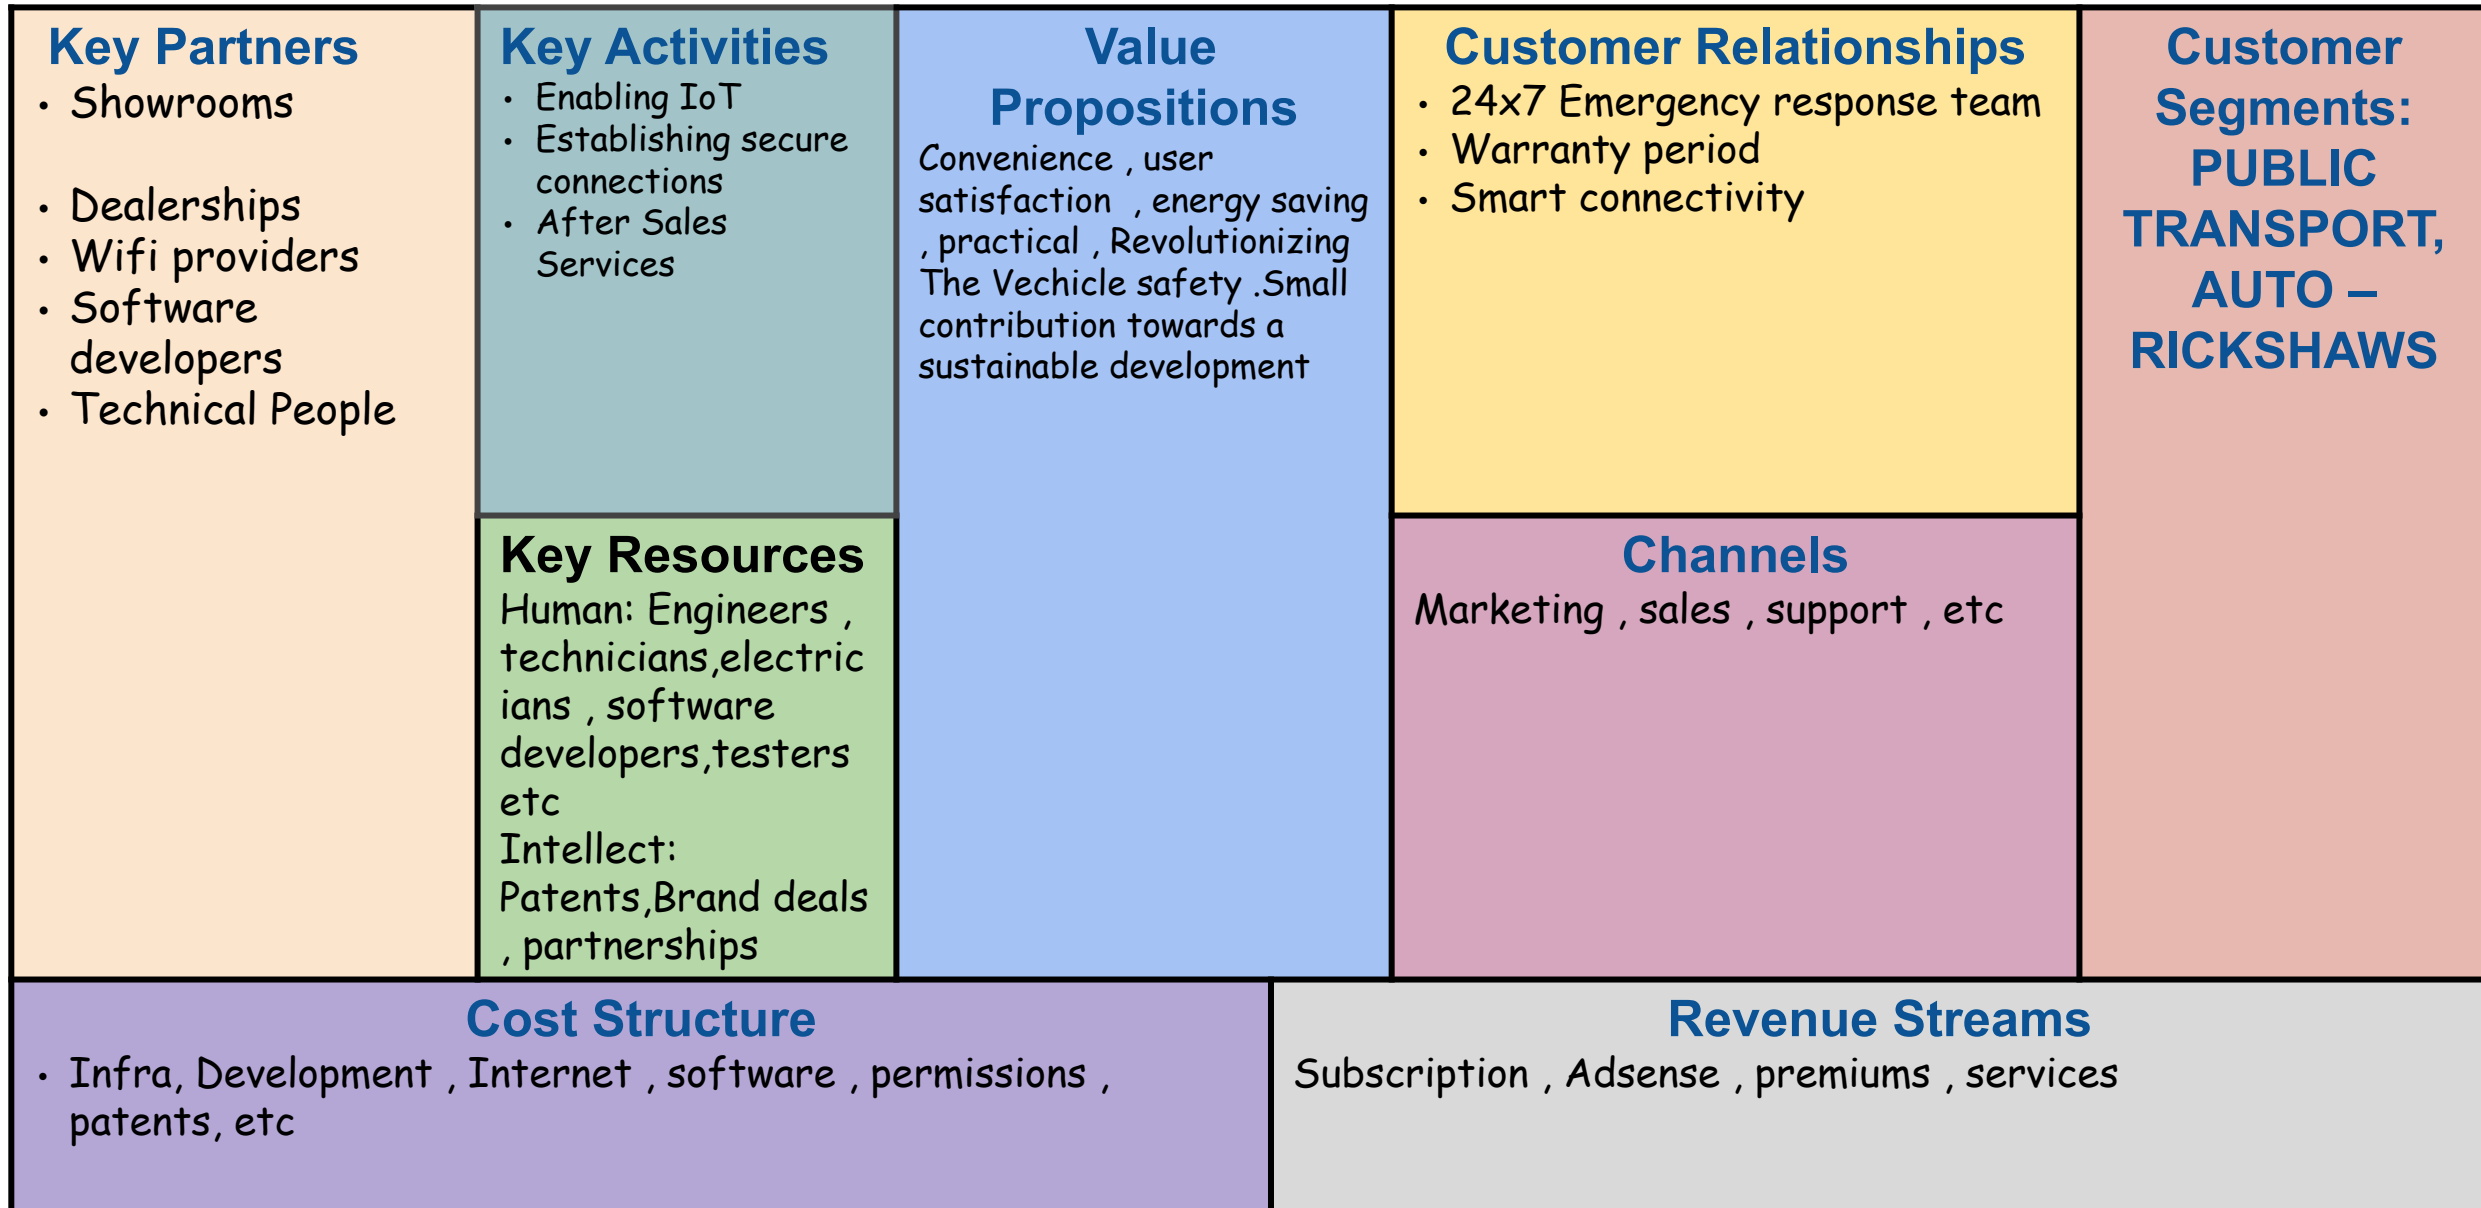 Key Partners
• Showrooms
• Dealerships
• Wifi providers
• Software
developers
• Technical People
Key Activities
• Enabling IoT
• Establishing secure
connections
• After Sales
Services
Key Resources
Human: Engineers ,
technicians,electric
ians , software
developers,testers
etc
Intellect:
Patents,Brand deals
, partnerships
Value
Propositions
Convenience , user
satisfaction , energy saving
, practical , Revolutionizing
The Vechicle safety .Small
contribution towards a
sustainable development
Customer Relationships
• 24x7 Emergency response team
• Warranty period
• Smart connectivity
Channels
Marketing , sales , support , etc
Customer
Segments:
PUBLIC
TRANSPORT,
AUTO –
RICKSHAWS
Cost Structure
• Infra, Development , Internet , software , permissions ,
patents, etc
Revenue Streams
Subscription , Adsense , premiums , services